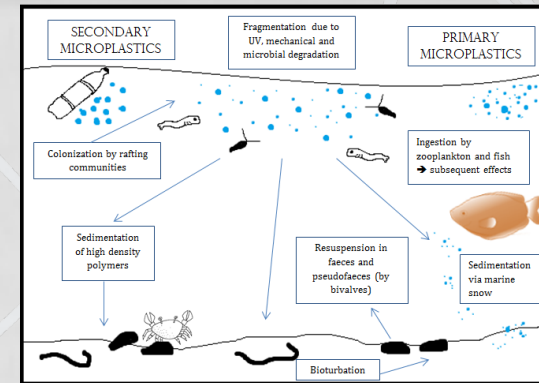 SECONDARY
MICROPLASTICS
Fragmentation due to
UV, mechanical and
microbial degradation
PRIMARY
MICROPLASTICS
Colonization by rafting
communities
Ingestion by
zooplankton and fish
➔ subsequent effects
Sedimentation
of high density
polymers
Resuspension in
faeces and
pseudofaeces (by
bivalves)
Sedimentation
via marine
snow
Bioturbation